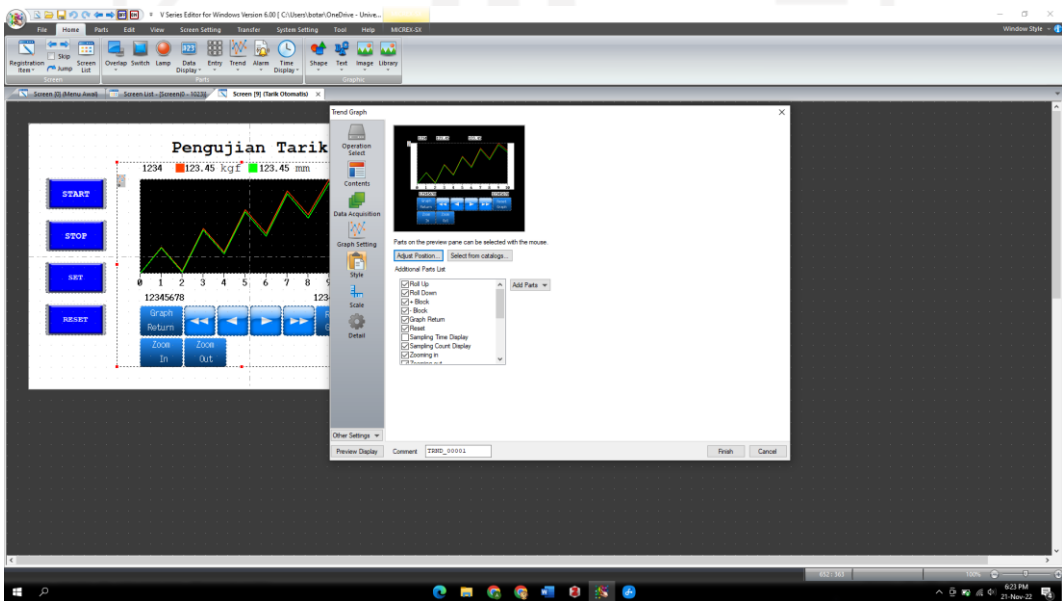 V Series Editor for Windows Version 6.00 [ C:\Users\botar\OneDrive - Unive...
File Home Parts Edit View Screen Setting Transfer System Setting Tool Help MICREX-SX Window Style
Registration Item Skip Jump Screen List Overlap Switch Lamp Data Display Entry Trend Alarm Time Display Shape Text Image Library
Screen Parts Graphic
Screen [0] (Menu Awal) Screen List - [Screen(0 - 1023)] Screen [9] (Tarik Otomatis)
Pengujian Tarik
1234 123.45 kgf 123.45 mm
START
STOP
SET
RESET
0 1 2 3 4 5 6 7 8 9
12345678 123
Graph Return
Zoom In
Zoom Out
Trend Graph
Operation Select
Contents
Data Acquisition
Graph Setting
Style
Scale
Detail
Other Settings
Preview Display
Parts on the preview pane can be selected with the mouse.
Adjust Position... Select from catalogs...
Additional Parts List
Roll Up
Roll Down
+ Block
- Block
Graph Return
Reset
Sampling Time Display
Sampling Count Display
Zooming in
Zooming out
Add Parts
Comment TRND_00001
Finish Cancel
652 : 363 100%
6:23 PM
21-Nov-22